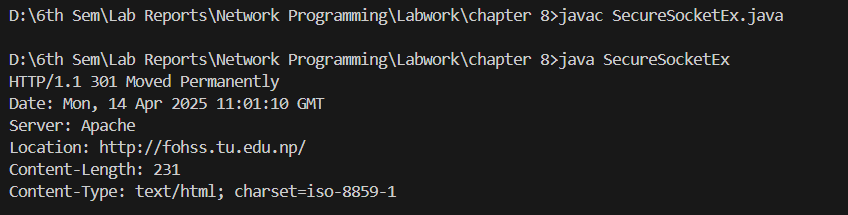 D:\6th Sem\Lab Reports\Network Programming\Labwork\chapter 8>javac SecureSocketEx.java
D:\6th Sem\Lab Reports\Network Programming\Labwork\chapter 8>java SecureSocketEx
HTTP/1.1 301 Moved Permanently
Date: Mon, 14 Apr 2025 11:01:10 GMT
Server: Apache
Location: http://fohss.tu.edu.np/
Content-Length: 231
Content-Type: text/html; charset=iso-8859-1